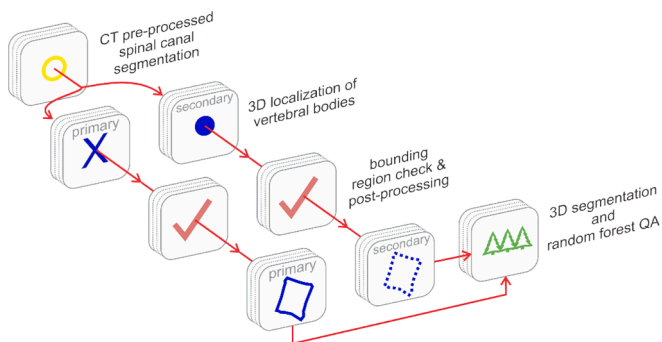 CT pre-processed
spinal canal
segmentation
primary
secondary
3D localization of
vertebral bodies
bounding
region check &
post-processing
primary
secondary
3D segmentation
and
random forest QA